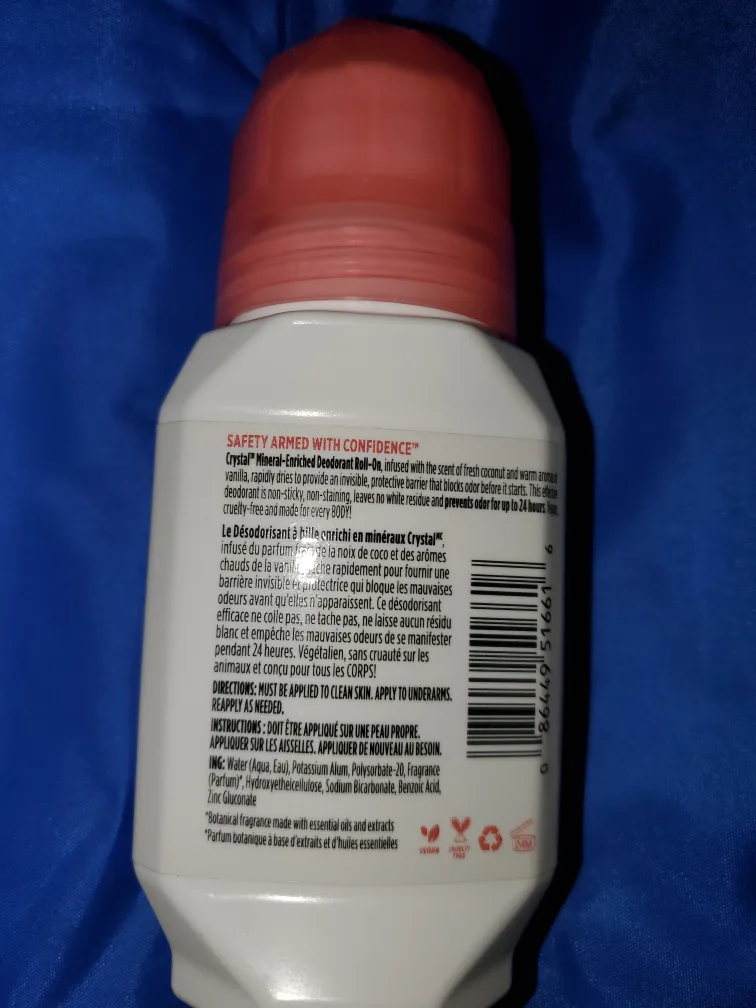 SAFETY ARMED WITH CONFIDENCE™
Crystal™ Mineral-Enriched Deodorant Roll-On, infused with the scent of fresh coconut and warm aroma of
vanilla, rapidly dries to provide an invisible, protective barrier that blocks odor before it starts. This effective
deodorant is non-sticky, non-staining, leaves no white residue and prevents odor for up to 24 hours. Vegan,
cruelty-free and made for every BODY!
Le Désodorisant à bille enrichi en minéraux Crystal ᴹᶜ,
infusé du parfum de la noix de coco et des arômes
chauds de la sèche rapidement pour fournir une
barrière invisible et protectrice qui bloque les mauvaises
odeurs avant qu'elles n'apparaissent. Ce désodorisant
efficace ne colle pas, ne tache pas, ne laisse aucun résidu
blanc et empêche les mauvaises odeurs de se manifester
pendant 24 heures. Végétalien, sans cruauté sur les
animaux et conçu pour tous les CORPS!
DIRECTIONS: MUST BE APPLIED TO CLEAN SKIN. APPLY TO UNDERARMS.
REAPPLY AS NEEDED.
INSTRUCTIONS : DOIT ÊTRE APPLIQUÉ SUR UNE PEAU PROPRE.
APPLIQUER SUR LES AISSELLES. APPLIQUER DE NOUVEAU AU BESOIN.
ING: Water (Aqua, Eau), Potassium Alum, Polysorbate-20, Fragrance
(Parfum)*, Hydroxyethelcellulose, Sodium Bicarbonate, Benzoic Acid,
Zinc Gluconate
*Botanical fragrance made with essential oils and extracts
*Parfum botanique à base d'extraits et d'huiles essentielles
VEGAN
CRUELTY
FREE
24M
0 86449 51661 6